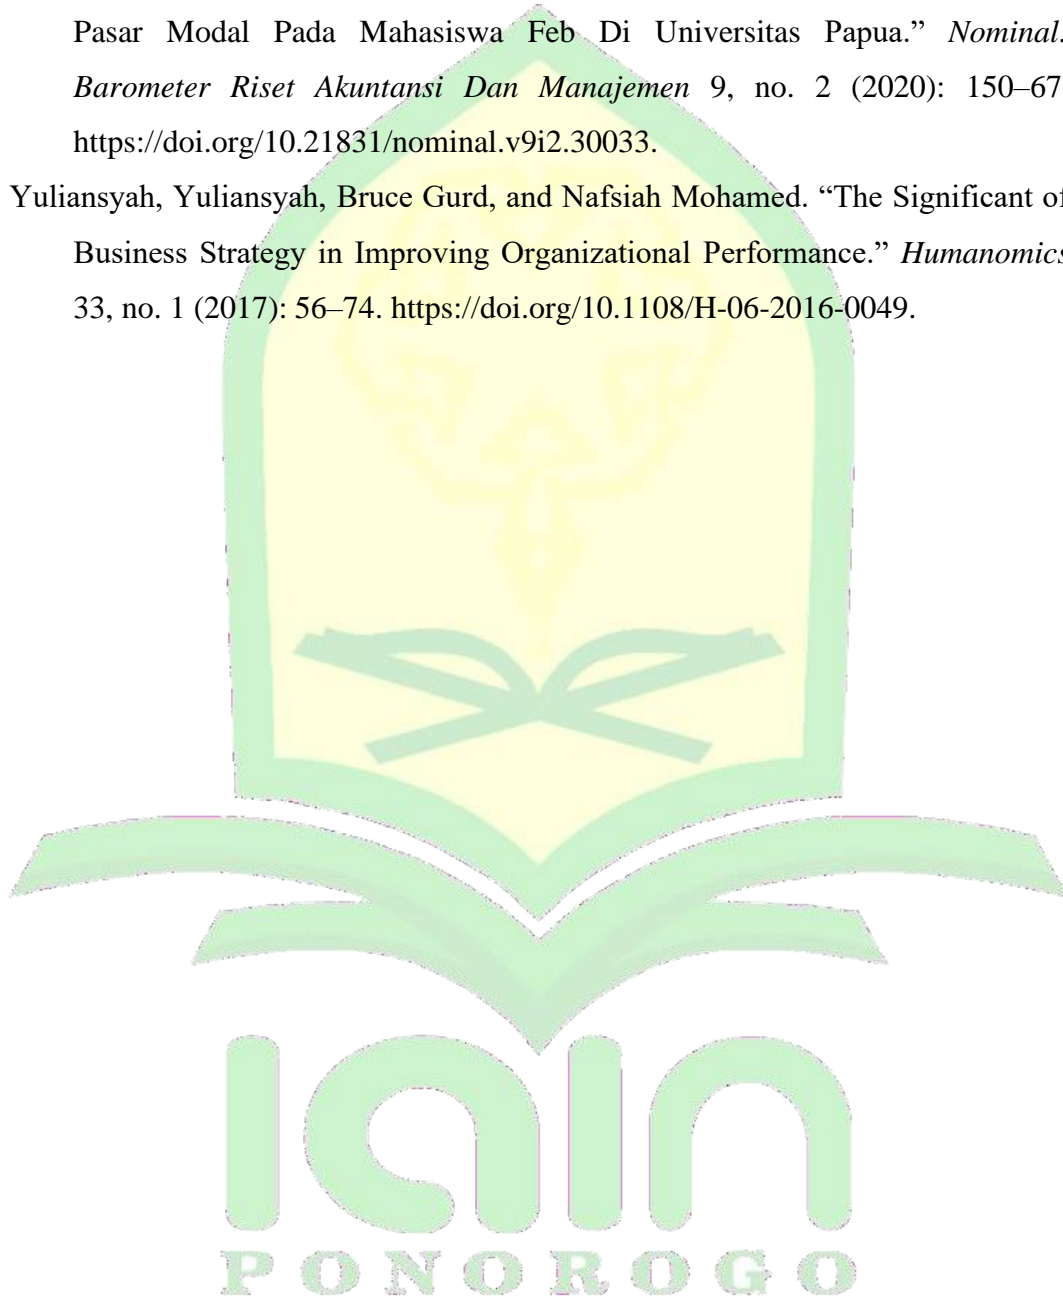 Pasar Modal Pada Mahasiswa Feb Di Universitas Papua.” Nominal:
Barometer Riset Akuntansi Dan Manajemen 9, no. 2 (2020): 150–67
https://doi.org/10.21831/nominal.v9i2.30033.
Yuliansyah, Yuliansyah, Bruce Gurd, and Nafsiah Mohamed. “The Significant of
Business Strategy in Improving Organizational Performance.” Humanomics
33, no. 1 (2017): 56–74. https://doi.org/10.1108/H-06-2016-0049.
iain
PONOROGO